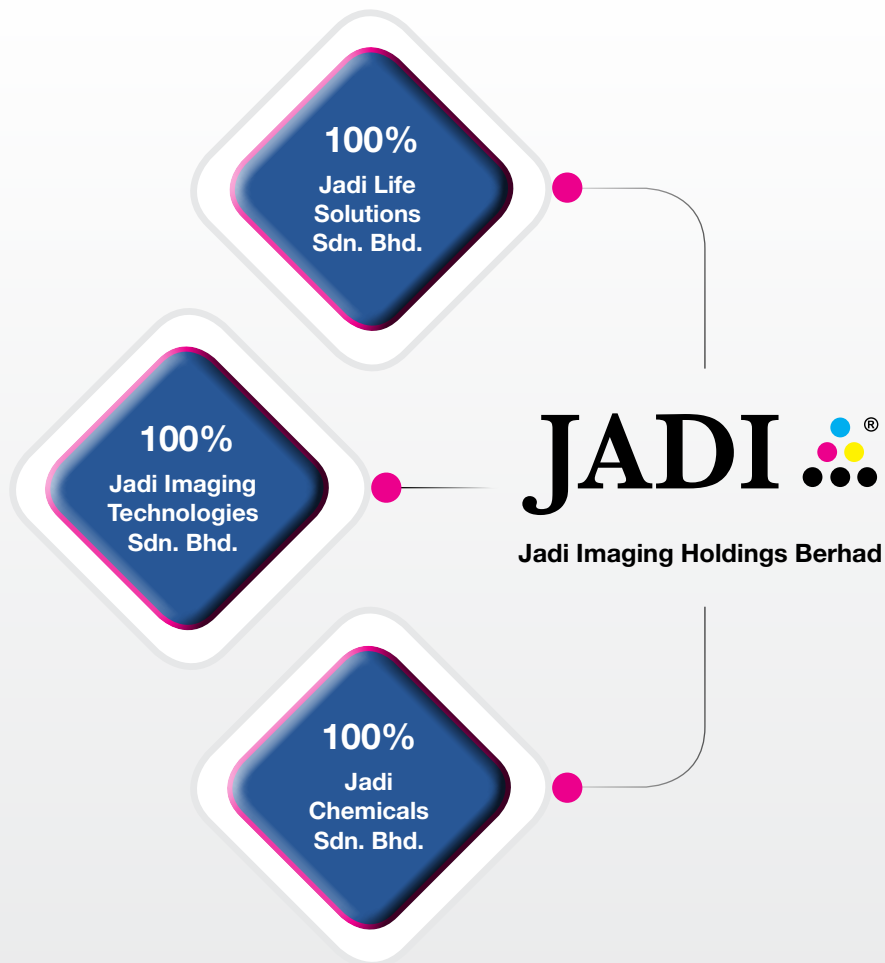 100%
Jadi Life
Solutions
Sdn. Bhd.
100%
Jadi Imaging
Technologies
Sdn. Bhd.
JADI ®
Jadi Imaging Holdings Berhad
100%
Jadi
Chemicals
Sdn. Bhd.